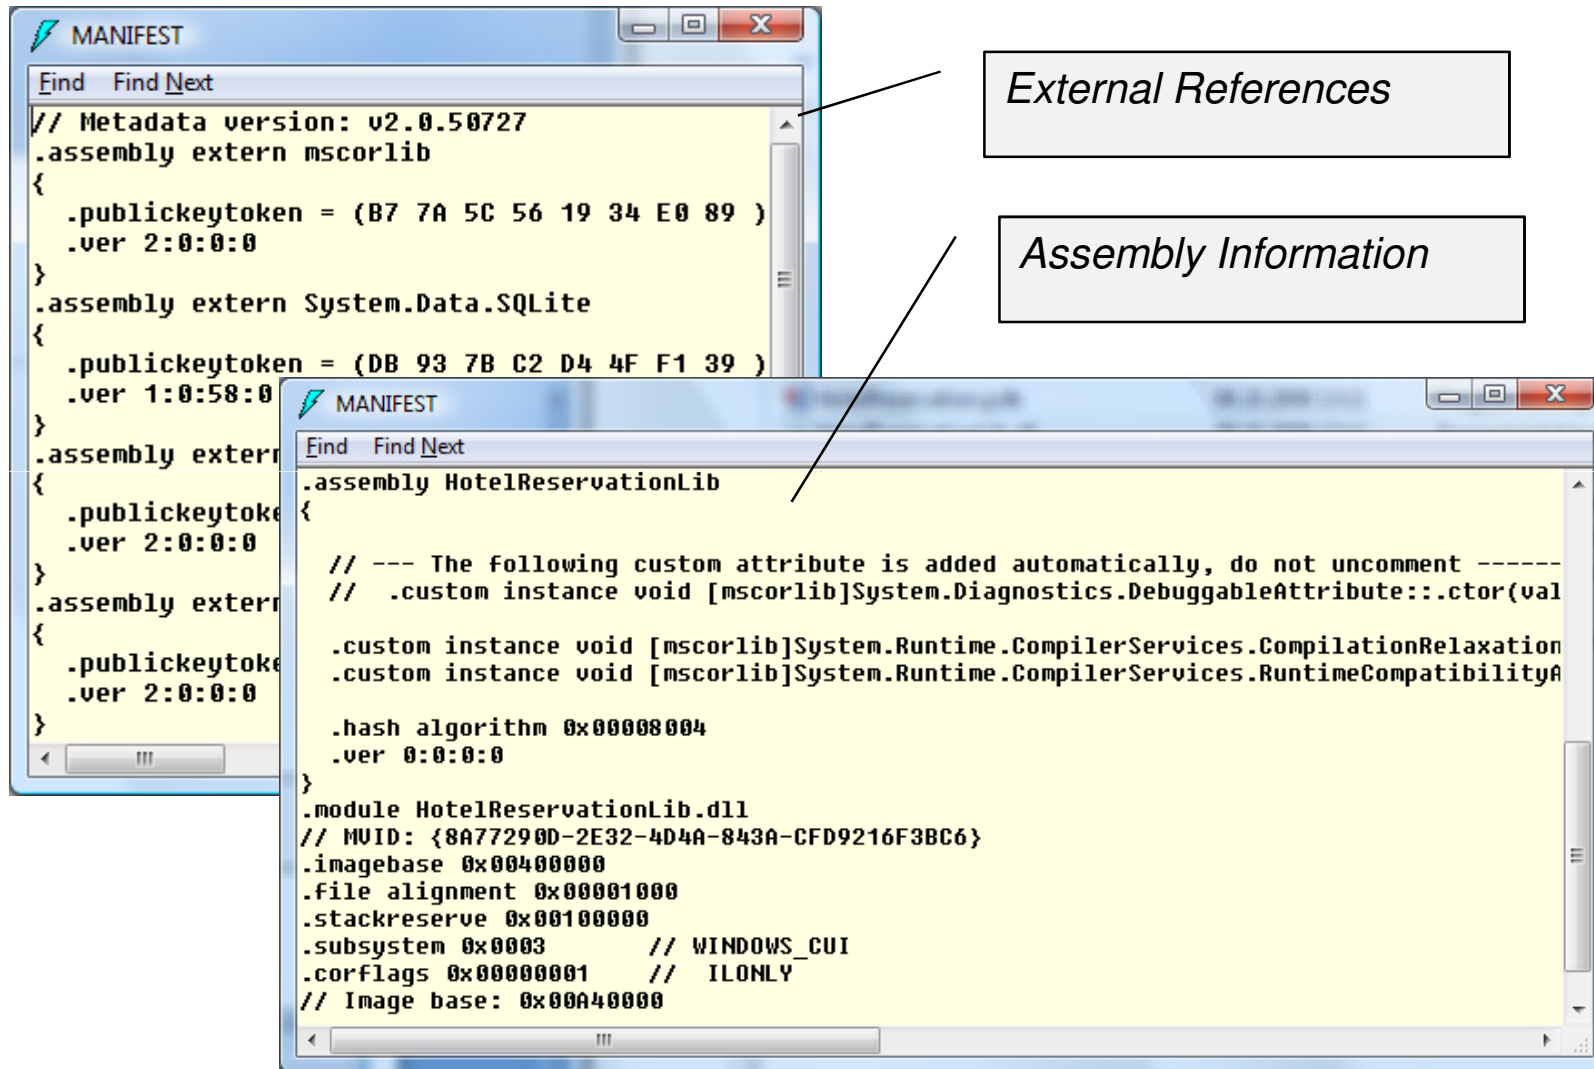 MANIFEST
Find Find Next
// Metadata version: v2.0.50727
.assembly extern mscorlib
{
.publickeytoken = (B7 7A 5C 56 19 34 E0 89 )
.ver 2:0:0:0
}
.assembly extern System.Data.SQLite
{
.publickeytoken = (DB 93 7B C2 D4 4F F1 39 )
.ver 1:0:58:0
}
.assembly extern
{
.publickeytoke
.ver 2:0:0:0
}
.assembly extern
{
.publickeytoke
.ver 2:0:0:0
}
External References
Assembly Information
MANIFEST
Find Find Next
.assembly HotelReservationLib
{
// --- The following custom attribute is added automatically, do not uncomment ------
// .custom instance void [mscorlib]System.Diagnostics.DebuggableAttribute::.ctor(val
.custom instance void [mscorlib]System.Runtime.CompilerServices.CompilationRelaxation
.custom instance void [mscorlib]System.Runtime.CompilerServices.RuntimeCompatibilityA
.hash algorithm 0x00008004
.ver 0:0:0:0
}
.module HotelReservationLib.dll
// MVID: {8A77290D-2E32-4D4A-843A-CFD9216F3BC6}
.imagebase 0x00400000
.file alignment 0x00001000
.stackreserve 0x00100000
.subsystem 0x0003 // WINDOWS_CUI
.corflags 0x00000001 // ILONLY
// Image base: 0x00A40000